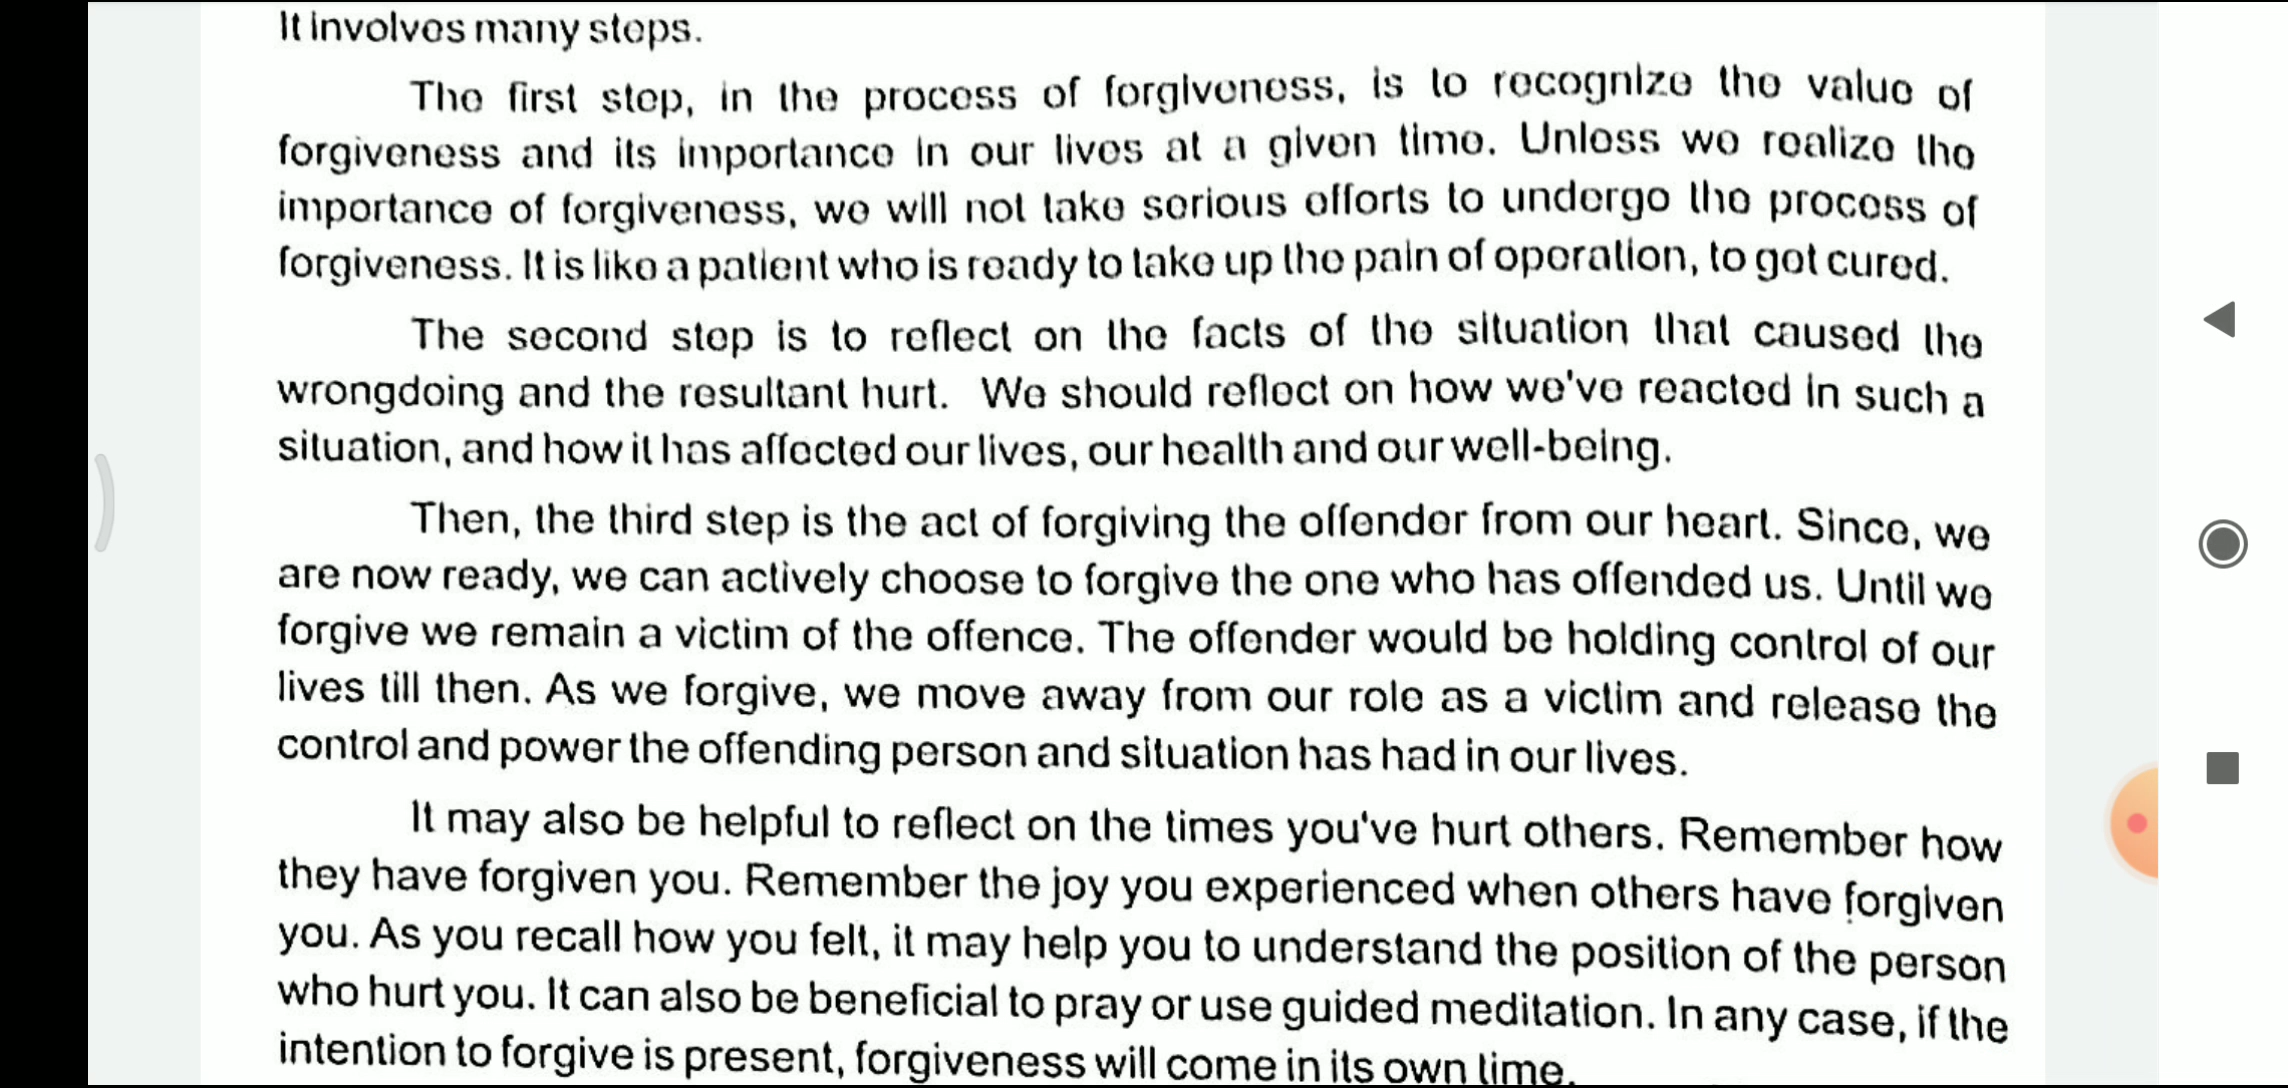 It involves many steps.
The first step, in the process of forgiveness, is to recognize the value of
forgiveness and its importance in our lives at a given time. Unless we realize the
importance of forgiveness, we will not take serious efforts to undergo the process of
forgiveness. It is like a patient who is ready to take up the pain of operation, to get cured.
The second step is to reflect on the facts of the situation that caused the
wrongdoing and the resultant hurt. We should reflect on how we've reacted in such a
situation, and how it has affected our lives, our health and our well-being.
Then, the third step is the act of forgiving the offender from our heart. Since, we
are now ready, we can actively choose to forgive the one who has offended us. Until we
forgive we remain a victim of the offence. The offender would be holding control of our
lives till then. As we forgive, we move away from our role as a victim and release the
control and power the offending person and situation has had in our lives.
It may also be helpful to reflect on the times you've hurt others. Remember how
they have forgiven you. Remember the joy you experienced when others have forgiven
you. As you recall how you felt, it may help you to understand the position of the person
who hurt you. It can also be beneficial to pray or use guided meditation. In any case, if the
intention to forgive is present, forgiveness will come in its own time.